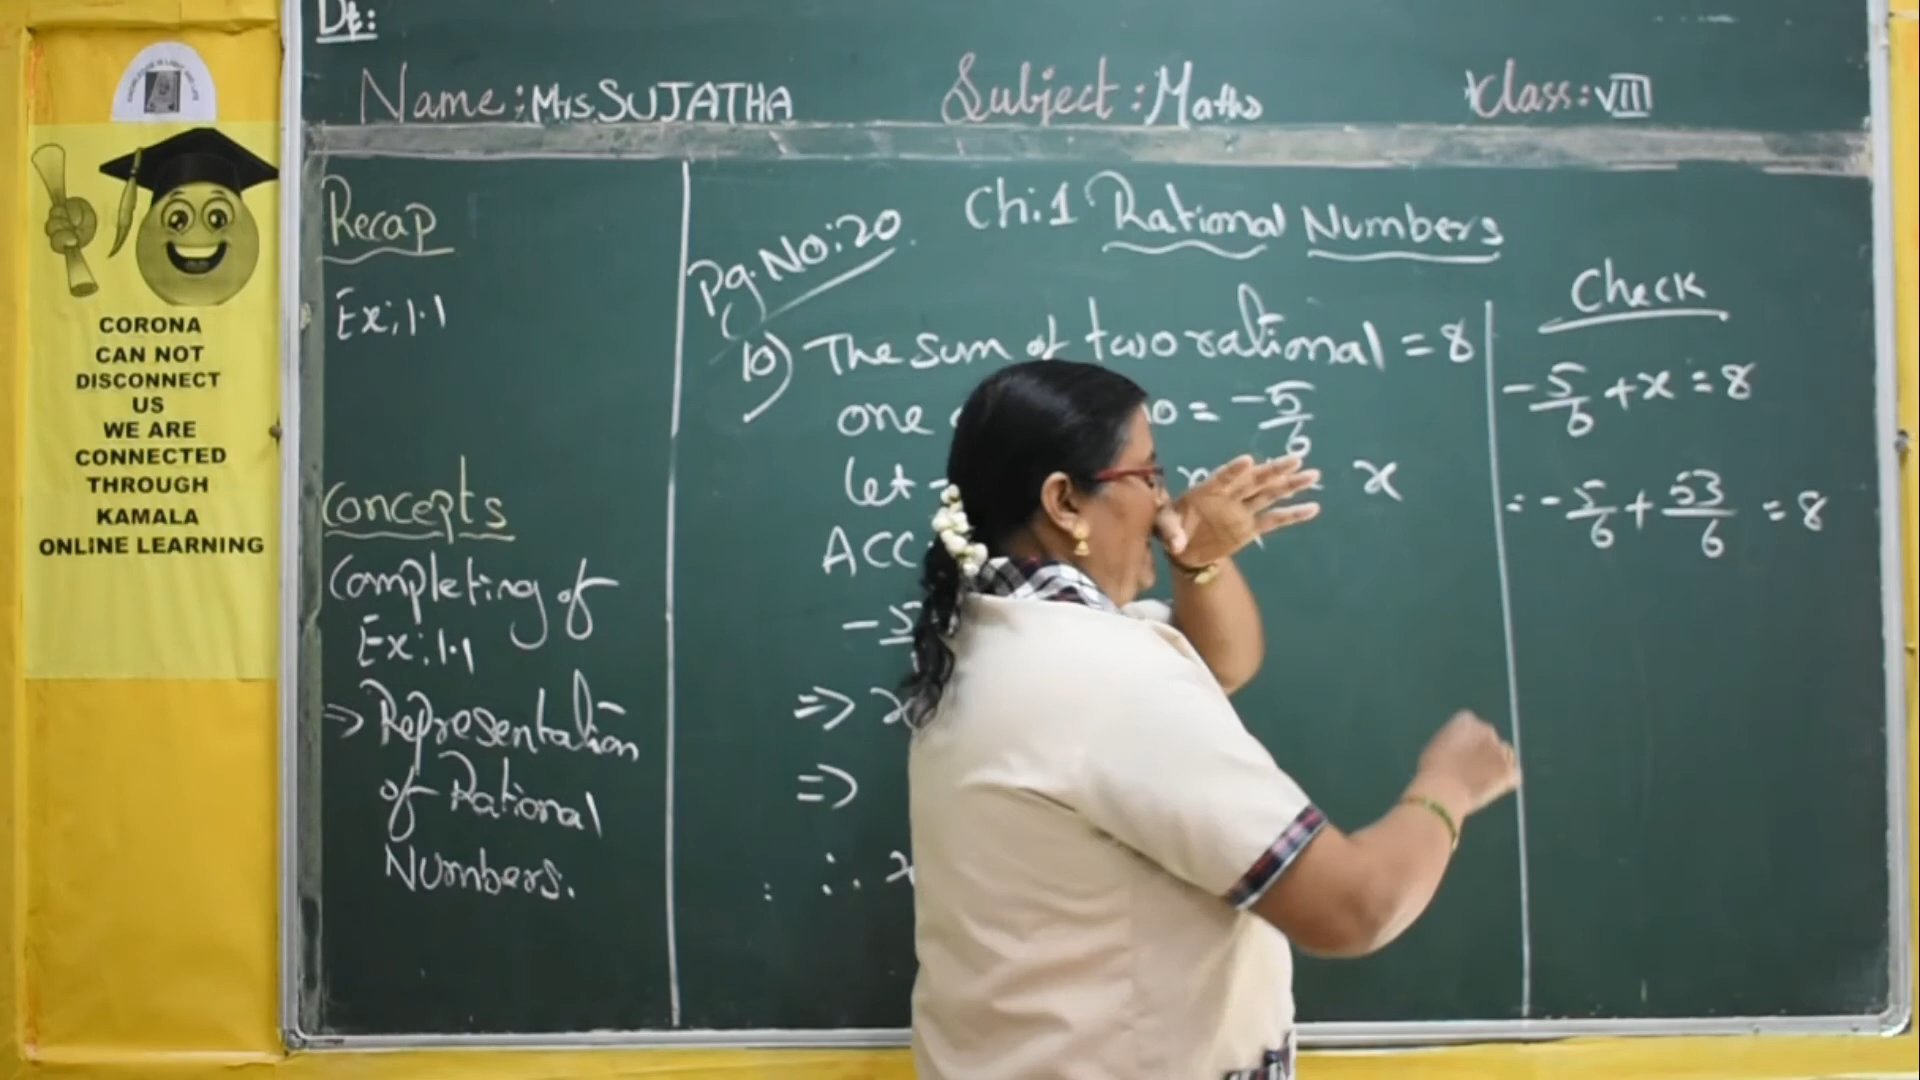 Dt:
Name: Mrs. SUJATHA Subject: Maths Class: VIII
CORONA
CAN NOT
DISCONNECT
US
WE ARE
CONNECTED
THROUGH
KAMALA
ONLINE LEARNING
Recap
Ex: 1.1
Concepts
Completing of
Ex: 1.1
→ Representation
of Rational
Numbers.
Ch: 1 Rational Numbers
Pg. No: 20
10) The sum of two rational = 8
one no = -5/6
let x
Acc
-5
⇒ x
⇒
∴ x
Check
-5/6 + x = 8
= -5/6 + 53/6 = 8